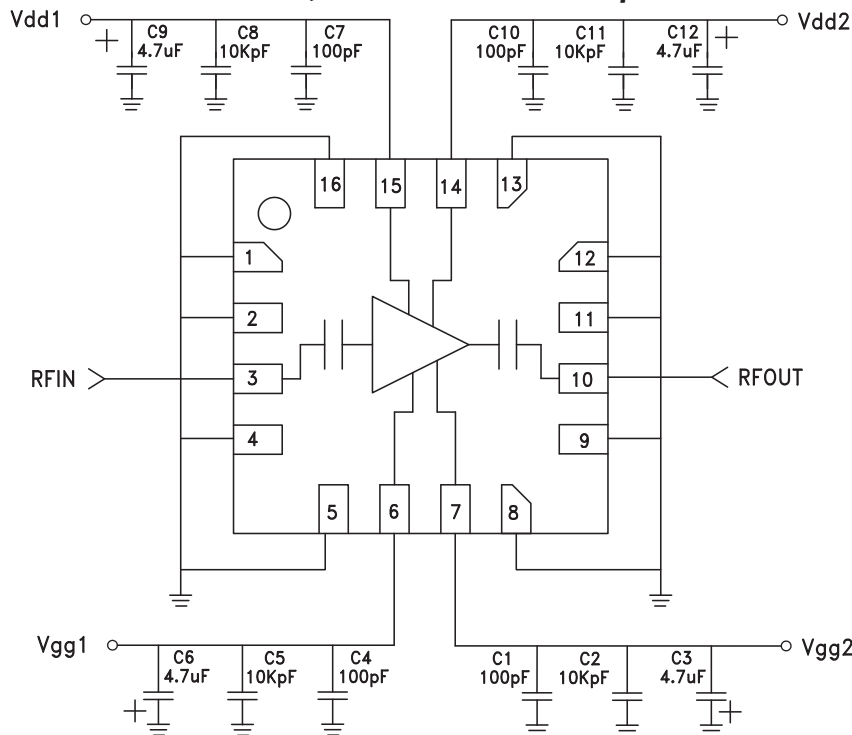 Vdd1
C9
4.7uF
C8
10KpF
C7
100pF
C10
100pF
C11
10KpF
C12
4.7uF
Vdd2
16
15
14
13
1
12
2
11
RFIN
3
10
RFOUT
4
9
5
6
7
8
Vgg1
C6
4.7uF
C5
10KpF
C4
100pF
C1
100pF
C2
10KpF
C3
4.7uF
Vgg2